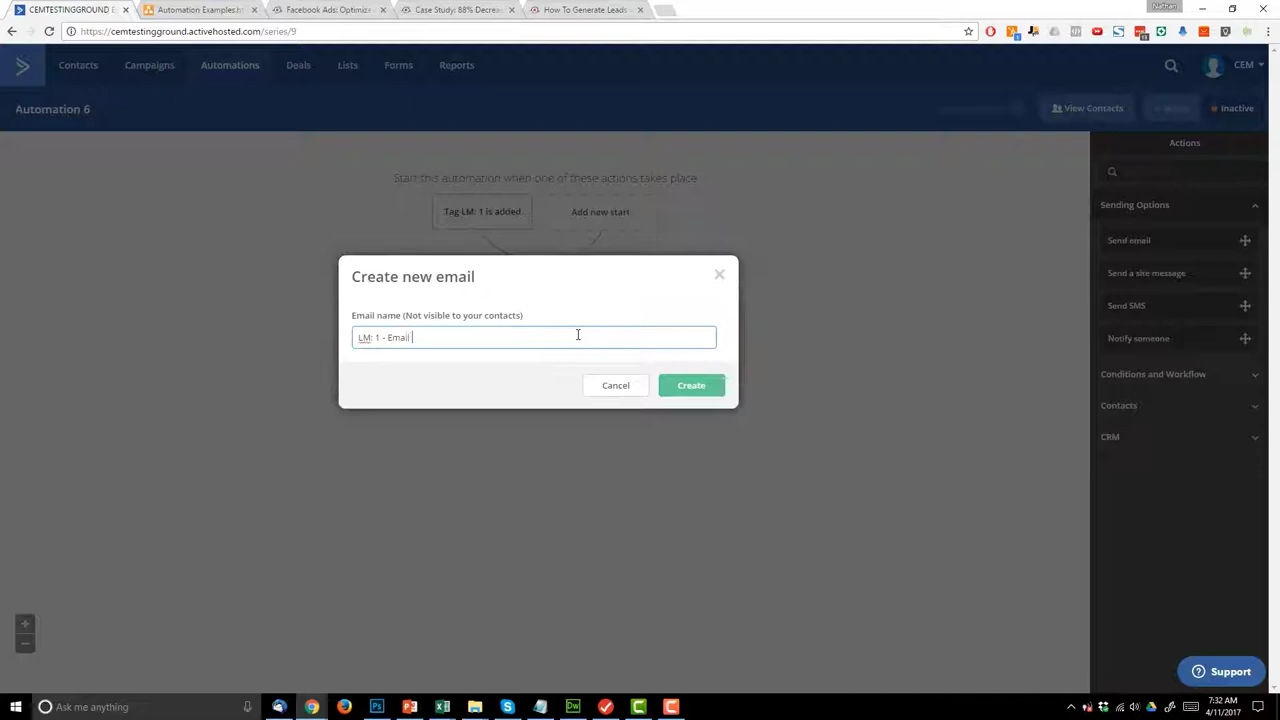 Nathan
CEMTESTINGGROUND E
Automation Examples.h
Facebook Ads: Optimiz
Case Study: 88% Decrea
How To Generate Leads -
https://cemtestingground.activehosted.com/series/9
Contacts
Campaigns
Automations
Deals
Lists
Forms
Reports
CEM
Automation 6
View Contacts
Inactive
Actions
Start this automation when one of these actions takes place
Tag LM: 1 is added
Add new start
Sending Options
Send email
Send a site message
Send SMS
Notify someone
Conditions and Workflow
Contacts
CRM
Create new email
Email name (Not visible to your contacts)
LM: 1 - Email
Cancel
Create
Support
Ask me anything
7:32 AM
4/11/2017